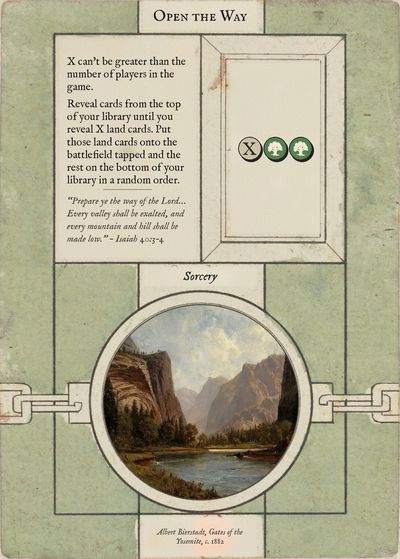 Open the Way
X can't be greater than the
number of players in the
game.
Reveal cards from the top
of your library until you
reveal X land cards. Put
those land cards onto the
battlefield tapped and the
rest on the bottom of your
library in a random order.
"Prepare ye the way of the Lord...
Every valley shall be exalted, and
every mountain and hill shall be
made low." – Isaiah 40:3-4
X
Sorcery
Albert Bierstadt, Gates of the
Yosemite, c. 1882